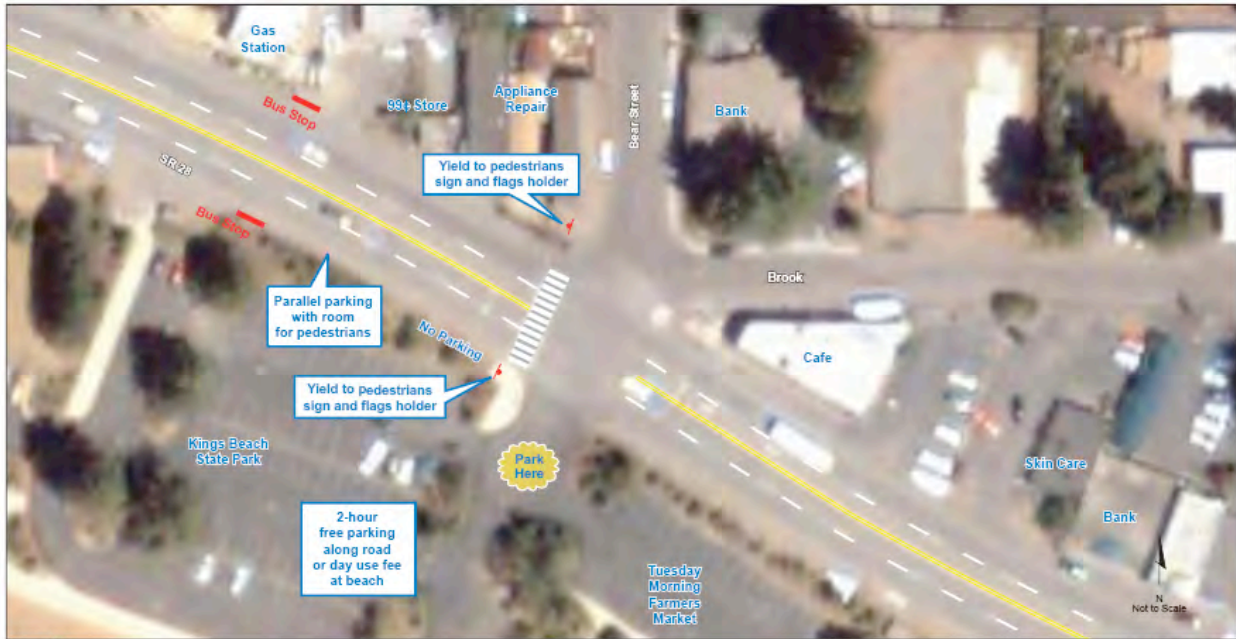 Gas
Station
Bus Stop
99¢ Store
Appliance
Repair
Bear Street
Bank
Yield to pedestrians
sign and flags holder
SR 28
Bus Stop
Parallel parking
with room
for pedestrians
Brook
No Parking
Cafe
Yield to pedestrians
sign and flags holder
Kings Beach
State Park
Park
Here
Skin Care
Bank
2-hour
free parking
along road
or day use fee
at beach
Tuesday
Morning
Farmers
Market
N
Not to Scale